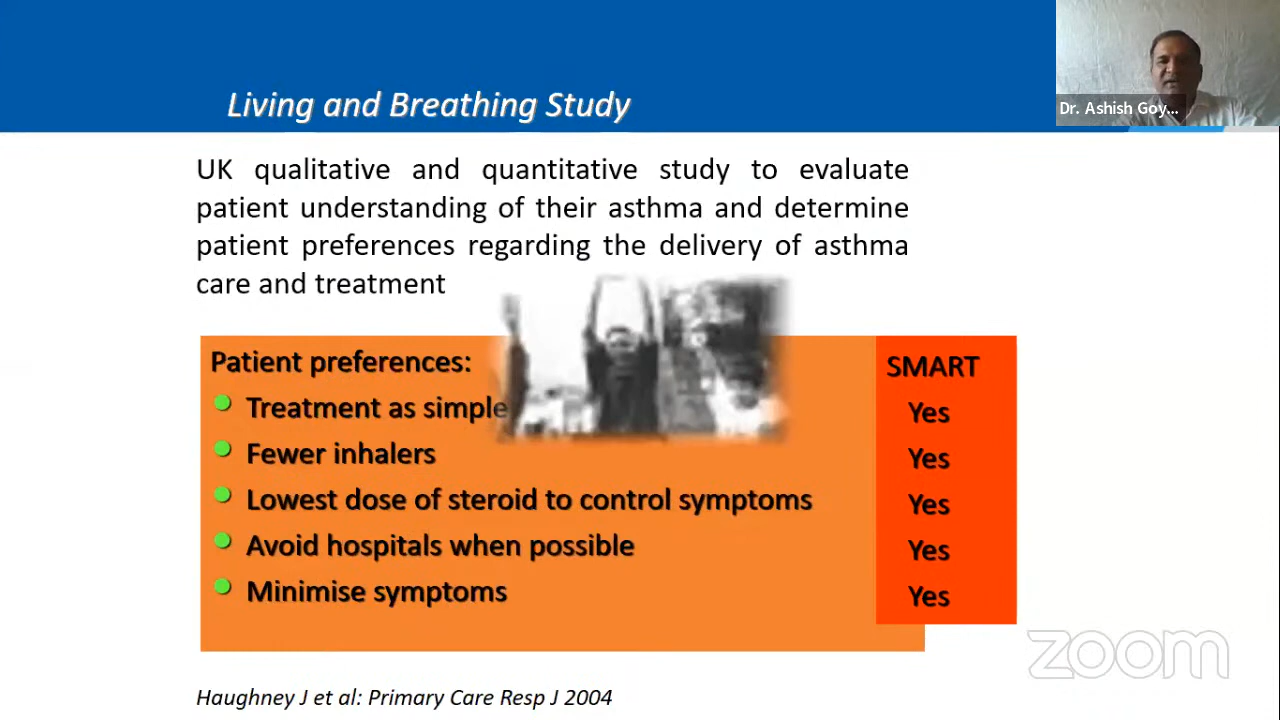 Living and Breathing Study
Dr. Ashish Goy...
UK qualitative and quantitative study to evaluate
patient understanding of their asthma and determine
patient preferences regarding the delivery of asthma
care and treatment
Patient preferences:
SMART
Treatment as simple
Yes
Fewer inhalers
Yes
Lowest dose of steroid to control symptoms
Yes
Avoid hospitals when possible
Yes
Minimise symptoms
Yes
zoom
Haughney J et al: Primary Care Resp J 2004